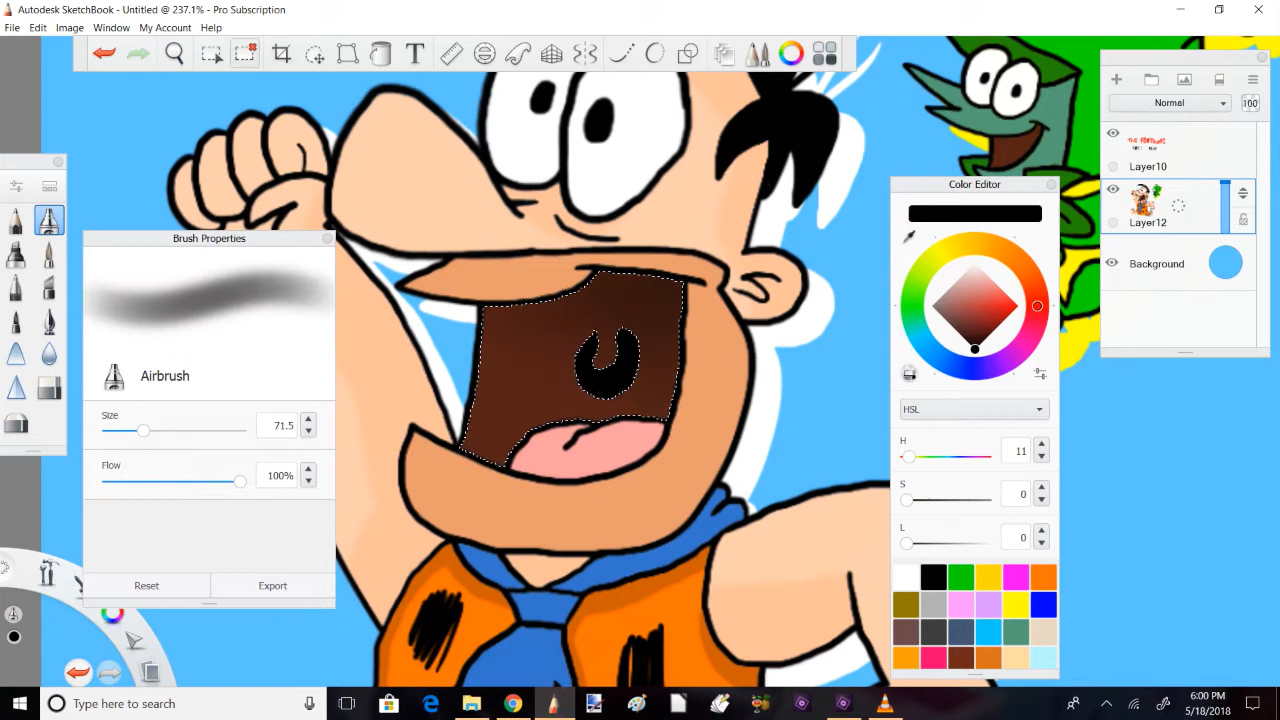 Autodesk SketchBook - Untitled @ 237.1% - Pro Subscription
File Edit Image Window My Account Help
Normal
100
Layer10
Layer12
Background
Color Editor
HSL
H 11
S 0
L 0
Brush Properties
Airbrush
Size
71.5
Flow
100%
Reset Export
Type here to search
6:00 PM
5/18/2018